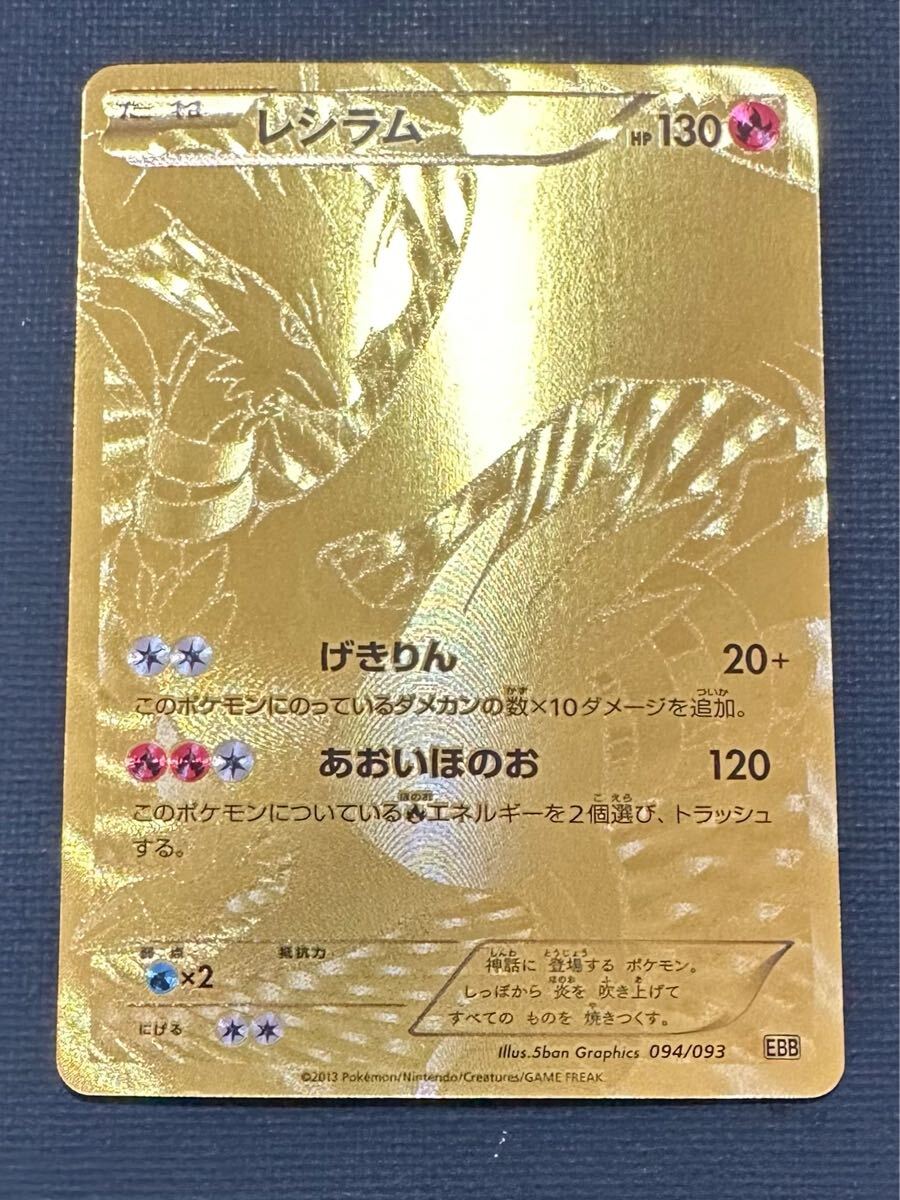 たね レシラム HP130
げきりん 20+
このポケモンにのっているダメカンの数×10ダメージを追加。
あおいほのお 120
このポケモンについているエネルギーを2個選び、トラッシュ
する。
弱点 抵抗力
×2
にげる
神話に 登場する ポケモン。
しっぽから 炎を 吹き上げて
すべての ものを 焼きつくす。
Illus.5ban Graphics 094/093 EBB
©2013 Pokémon/Nintendo/Creatures/GAME FREAK.